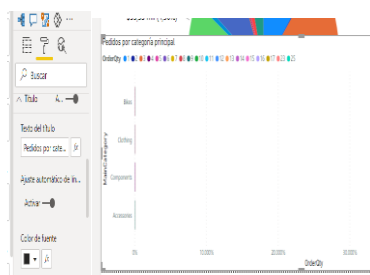 Buscar
Título
Texto del título
Pedidos por cate...
Ajuste automático de lín...
Activar
Color de fuente
Pedidos por categoría principal
OrderQty
MainCategory
Bikes
Clothing
Components
Accessories
0%
10.000%
20.000%
30.000%
OrderQty